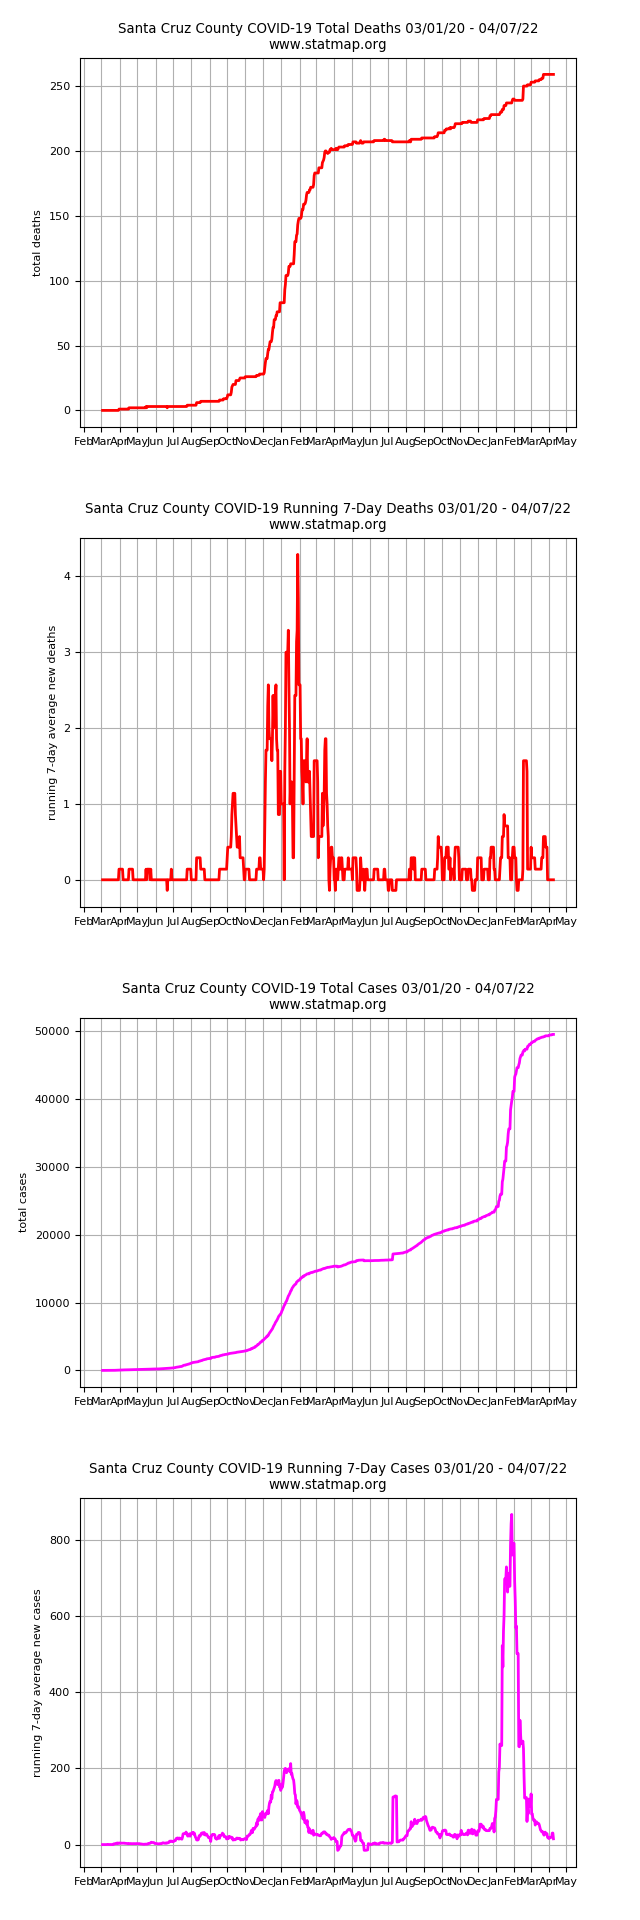 Santa Cruz County COVID-19 Total Deaths 03/01/20 - 04/07/22
www.statmap.org
250
200
150
100
50
0
total deaths
Feb Mar Apr May Jun Jul Aug Sep Oct Nov Dec Jan Feb Mar Apr May Jun Jul Aug Sep Oct Nov Dec Jan Feb Mar Apr May
Santa Cruz County COVID-19 Running 7-Day Deaths 03/01/20 - 04/07/22
www.statmap.org
4
3
2
1
0
running 7-day average new deaths
Feb Mar Apr May Jun Jul Aug Sep Oct Nov Dec Jan Feb Mar Apr May Jun Jul Aug Sep Oct Nov Dec Jan Feb Mar Apr May
Santa Cruz County COVID-19 Total Cases 03/01/20 - 04/07/22
www.statmap.org
50000
40000
30000
20000
10000
0
total cases
Feb Mar Apr May Jun Jul Aug Sep Oct Nov Dec Jan Feb Mar Apr May Jun Jul Aug Sep Oct Nov Dec Jan Feb Mar Apr May
Santa Cruz County COVID-19 Running 7-Day Cases 03/01/20 - 04/07/22
www.statmap.org
800
600
400
200
0
running 7-day average new cases
Feb Mar Apr May Jun Jul Aug Sep Oct Nov Dec Jan Feb Mar Apr May Jun Jul Aug Sep Oct Nov Dec Jan Feb Mar Apr May